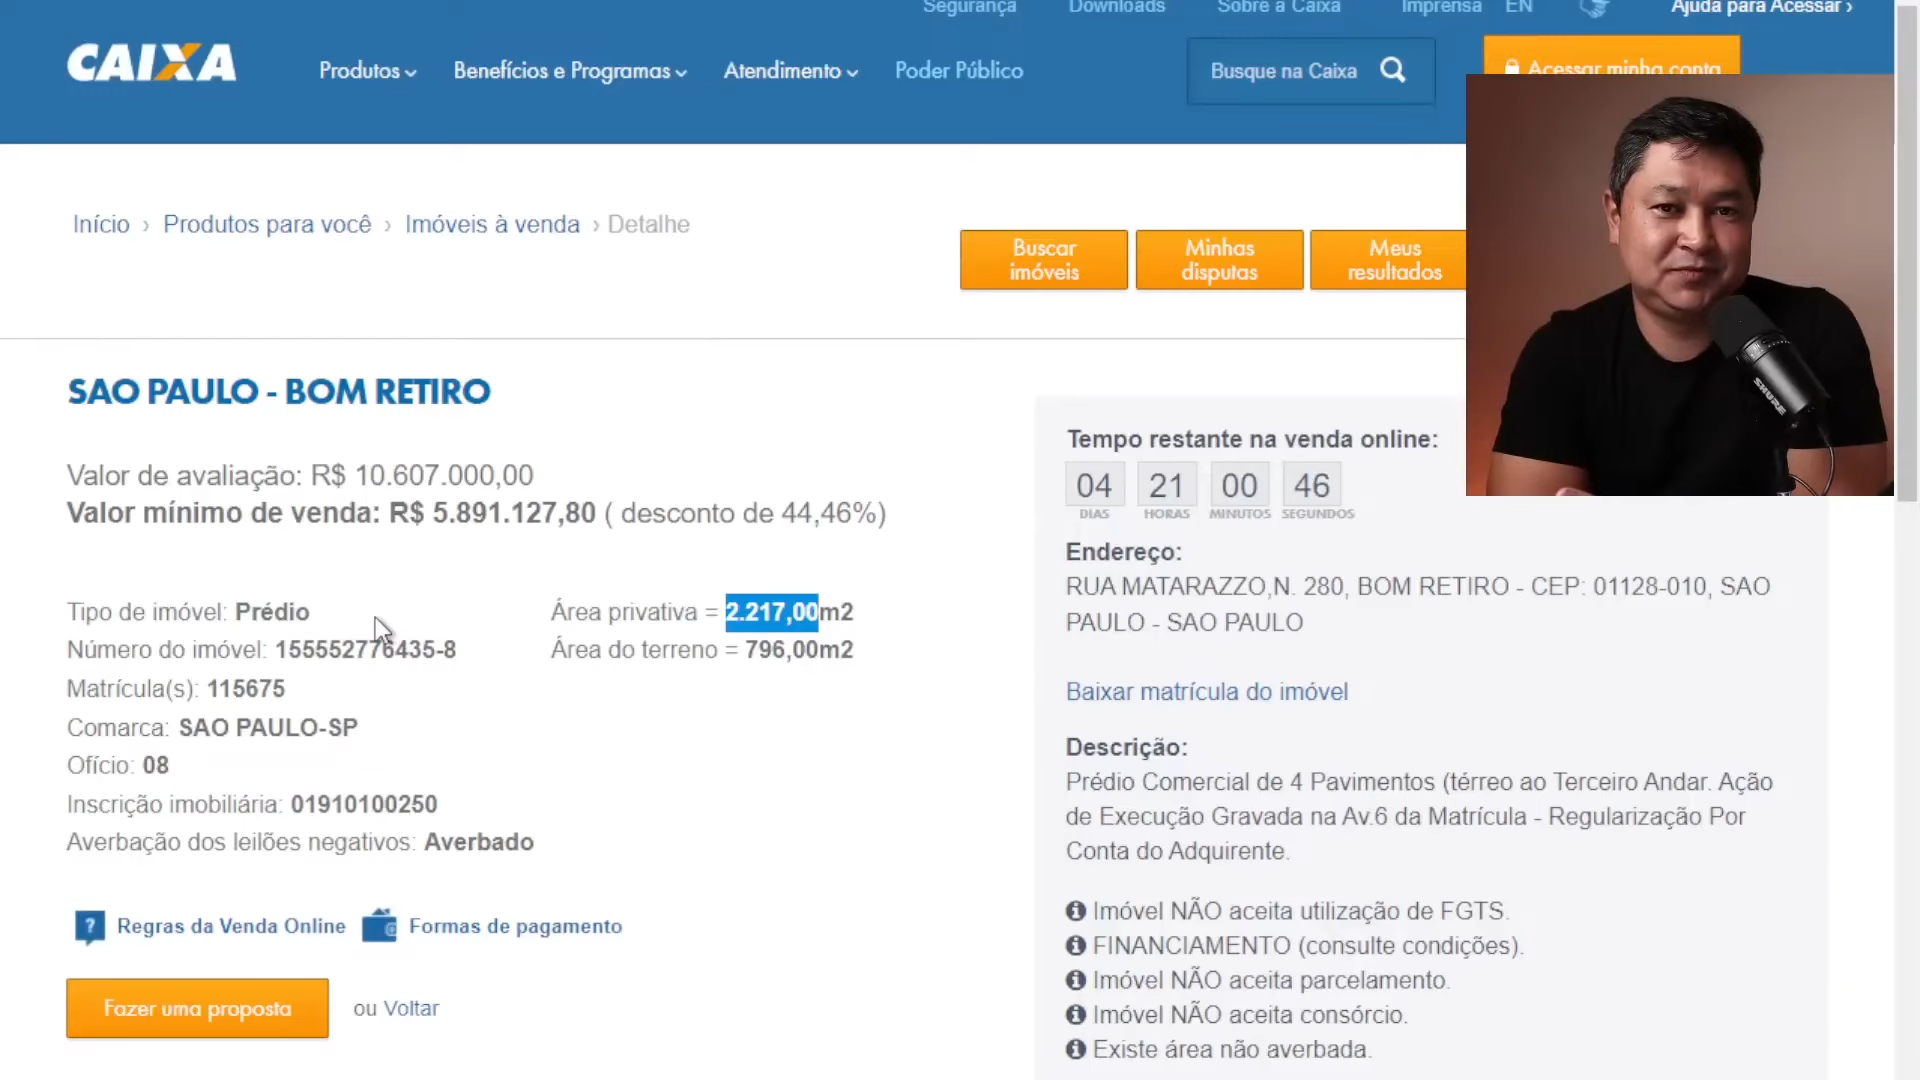 Segurança Downloads Sobre a Caixa Imprensa EN Ajuda para Acessar ›
CAIXA
Produtos Benefícios e Programas Atendimento Poder Público
Busque na Caixa
Acessar minha conta
Início › Produtos para você › Imóveis à venda › Detalhe
Buscar imóveis
Minhas disputas
Meus resultados
SAO PAULO - BOM RETIRO
Valor de avaliação: R$ 10.607.000,00
Valor mínimo de venda: R$ 5.891.127,80 ( desconto de 44,46%)
Tipo de imóvel: Prédio
Número do imóvel: 155552776435-8
Matrícula(s): 115675
Comarca: SAO PAULO-SP
Ofício: 08
Inscrição imobiliária: 01910100250
Averbação dos leilões negativos: Averbado
Área privativa = 2.217,00m2
Área do terreno = 796,00m2
? Regras da Venda Online
Formas de pagamento
Fazer uma proposta
ou Voltar
Tempo restante na venda online:
04 21 00 46
DIAS HORAS MINUTOS SEGUNDOS
Endereço:
RUA MATARAZZO,N. 280, BOM RETIRO - CEP: 01128-010, SAO
PAULO - SAO PAULO
Baixar matrícula do imóvel
Descrição:
Prédio Comercial de 4 Pavimentos (térreo ao Terceiro Andar. Ação
de Execução Gravada na Av.6 da Matrícula - Regularização Por
Conta do Adquirente.
Imóvel NÃO aceita utilização de FGTS.
FINANCIAMENTO (consulte condições).
Imóvel NÃO aceita parcelamento.
Imóvel NÃO aceita consórcio.
Existe área não averbada.
SHURE